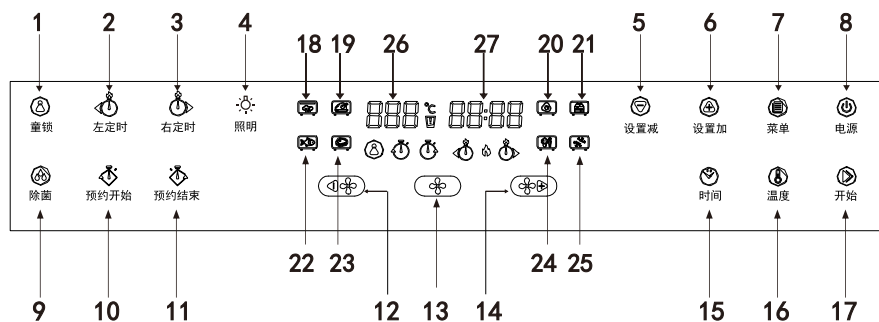 1 2 3 4 18 19 26 27 20 21 5 6 7 8
888 ℃ 88:88
童锁 左定时 右定时 照明 设置减 设置加 菜单 电源
除菌 预约开始 预约结束 时间 温度 开始
9 10 11 22 23 12 13 14 24 25 15 16 17